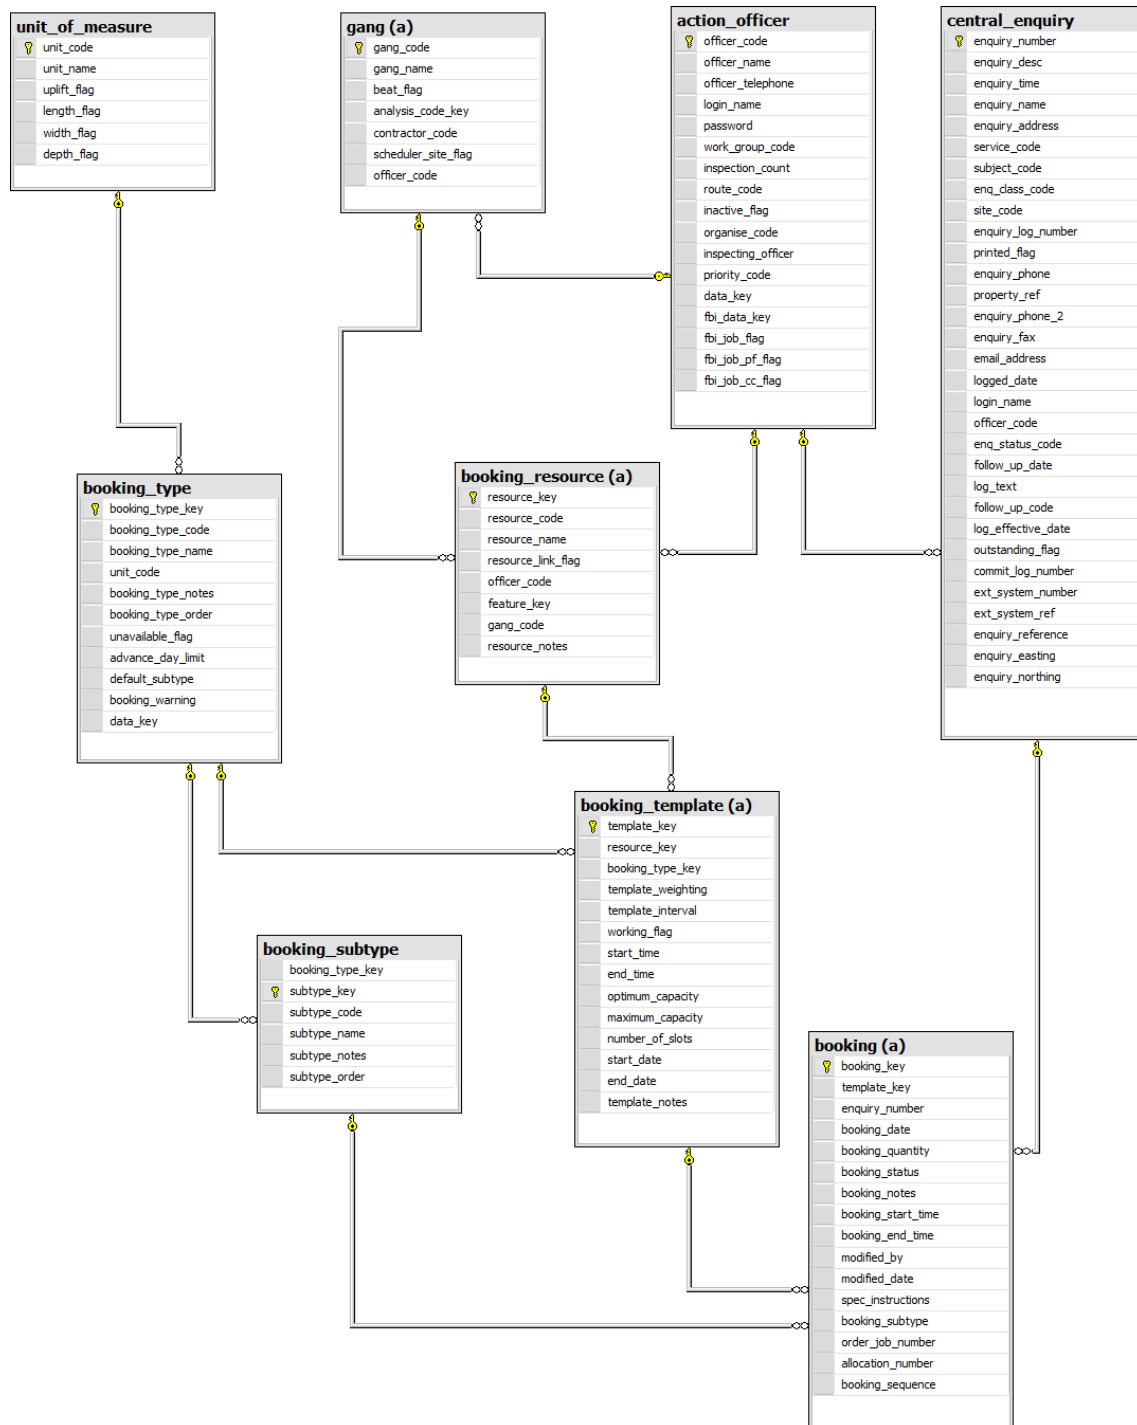 unit_of_measure
unit_code
unit_name
uplift_flag
length_flag
width_flag
depth_flag
gang (a)
gang_code
gang_name
beat_flag
analysis_code_key
contractor_code
scheduler_site_flag
officer_code
action_officer
officer_code
officer_name
officer_telephone
login_name
password
work_group_code
inspection_count
route_code
inactive_flag
organise_code
inspecting_officer
priority_code
data_key
fbi_data_key
fbi_job_flag
fbi_job_pf_flag
fbi_job_cc_flag
central_enquiry
enquiry_number
enquiry_desc
enquiry_time
enquiry_name
enquiry_address
service_code
subject_code
enq_class_code
site_code
enquiry_log_number
printed_flag
enquiry_phone
property_ref
enquiry_phone_2
enquiry_fax
email_address
logged_date
login_name
officer_code
enq_status_code
follow_up_date
log_text
follow_up_code
log_effective_date
outstanding_flag
commit_log_number
ext_system_number
ext_system_ref
enquiry_reference
enquiry_easting
enquiry_northing
booking_type
booking_type_key
booking_type_code
booking_type_name
unit_code
booking_type_notes
booking_type_order
unavailable_flag
advance_day_limit
default_subtype
booking_warning
data_key
booking_resource (a)
resource_key
resource_code
resource_name
resource_link_flag
officer_code
feature_key
gang_code
resource_notes
booking_template (a)
template_key
resource_key
booking_type_key
template_weighting
template_interval
working_flag
start_time
end_time
optimum_capacity
maximum_capacity
number_of_slots
start_date
end_date
template_notes
booking_subtype
booking_type_key
subtype_key
subtype_code
subtype_name
subtype_notes
subtype_order
booking (a)
booking_key
template_key
enquiry_number
booking_date
booking_quantity
booking_status
booking_notes
booking_start_time
booking_end_time
modified_by
modified_date
spec_instructions
booking_subtype
order_job_number
allocation_number
booking_sequence